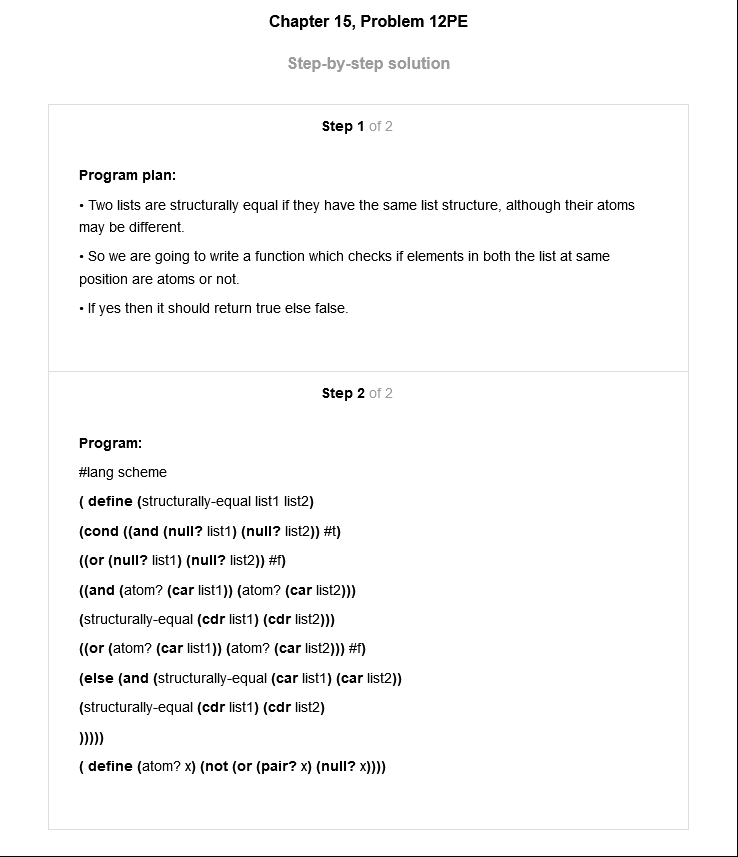 Chapter 15, Problem 12PE
Step-by-step solution
Step 1 of 2
Program plan:
• Two lists are structurally equal if they have the same list structure, although their atoms
may be different.
• So we are going to write a function which checks if elements in both the list at same
position are atoms or not.
• If yes then it should return true else false.
Step 2 of 2
Program:
#lang scheme
( define (structurally-equal list1 list2)
(cond ((and (null? list1) (null? list2)) #t)
((or (null? list1) (null? list2)) #f)
((and (atom? (car list1)) (atom? (car list2)))
(structurally-equal (cdr list1) (cdr list2)))
((or (atom? (car list1)) (atom? (car list2))) #f)
(else (and (structurally-equal (car list1) (car list2))
(structurally-equal (cdr list1) (cdr list2)
)))))
( define (atom? x) (not (or (pair? x) (null? x))))